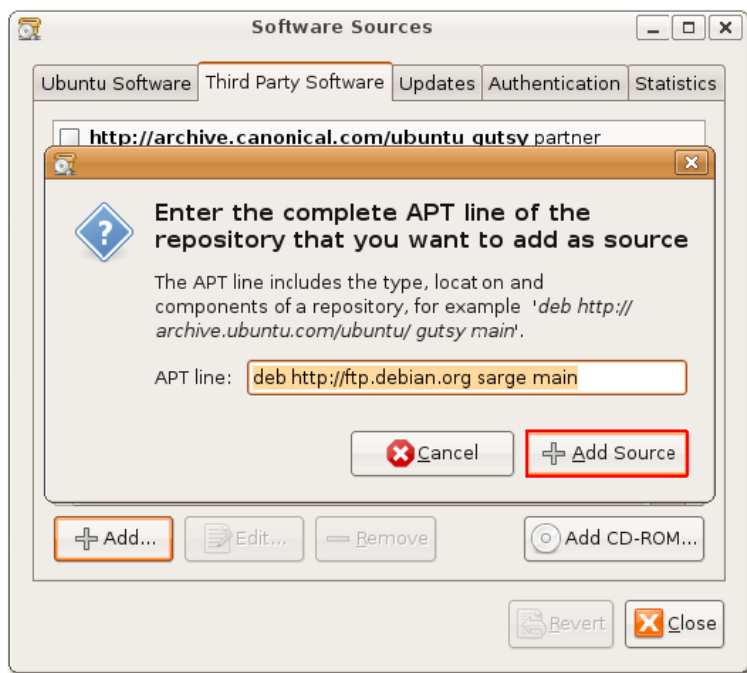 Software Sources
Ubuntu Software Third Party Software Updates Authentication Statistics
http://archive.canonical.com/ubuntu gutsy partner
Enter the complete APT line of the
repository that you want to add as source
The APT line includes the type, locat on and
components of a repository, for example 'deb http://
archive.ubuntu.com/ubuntu/ gutsy main'.
APT line: deb http://ftp.debian.org sarge main
Cancel Add Source
Add... Edit... Remove Add CD-ROM...
Revert Close